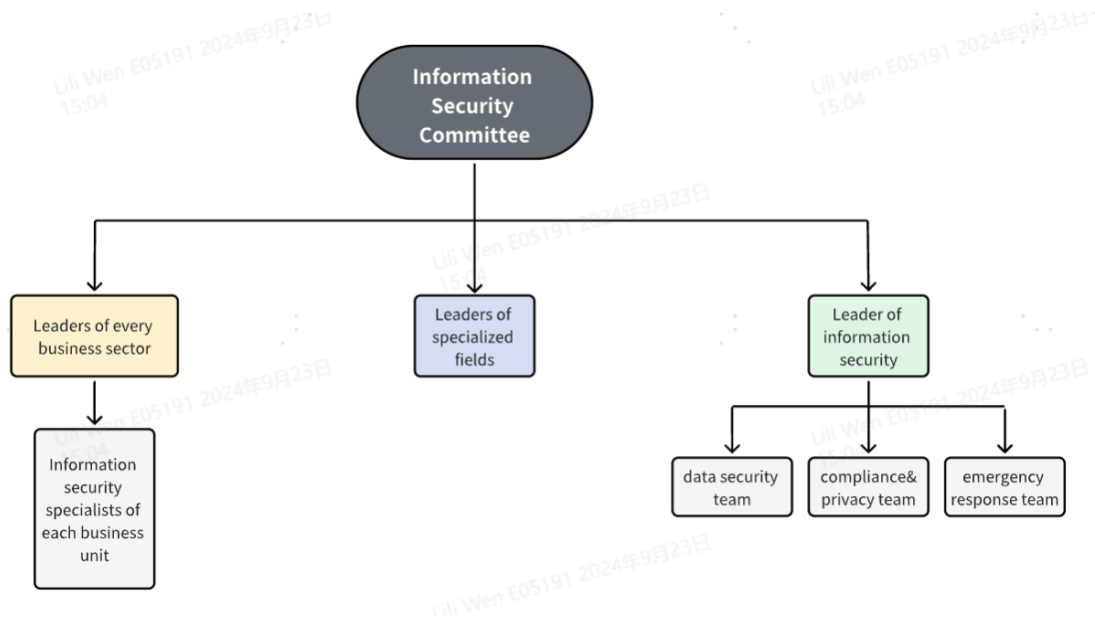 Lili Wen E05191 2024年9月23日
15:04
Lili Wen E05191 2024年9月23日
15:04
Information
Security
Committee
Lili Wen E05191 2024年9月23日
15:04
Leaders of every
business sector
Leaders of
specialized
fields
Leader of
information
security
Lili Wen E05191 2024年9月23日
15:04
Lili Wen E05191 2024年9月23日
15:04
Information
security
specialists of
each business
unit
data security
team
compliance&
privacy team
emergency
response team
Lili Wen E05191 2024年9月23日